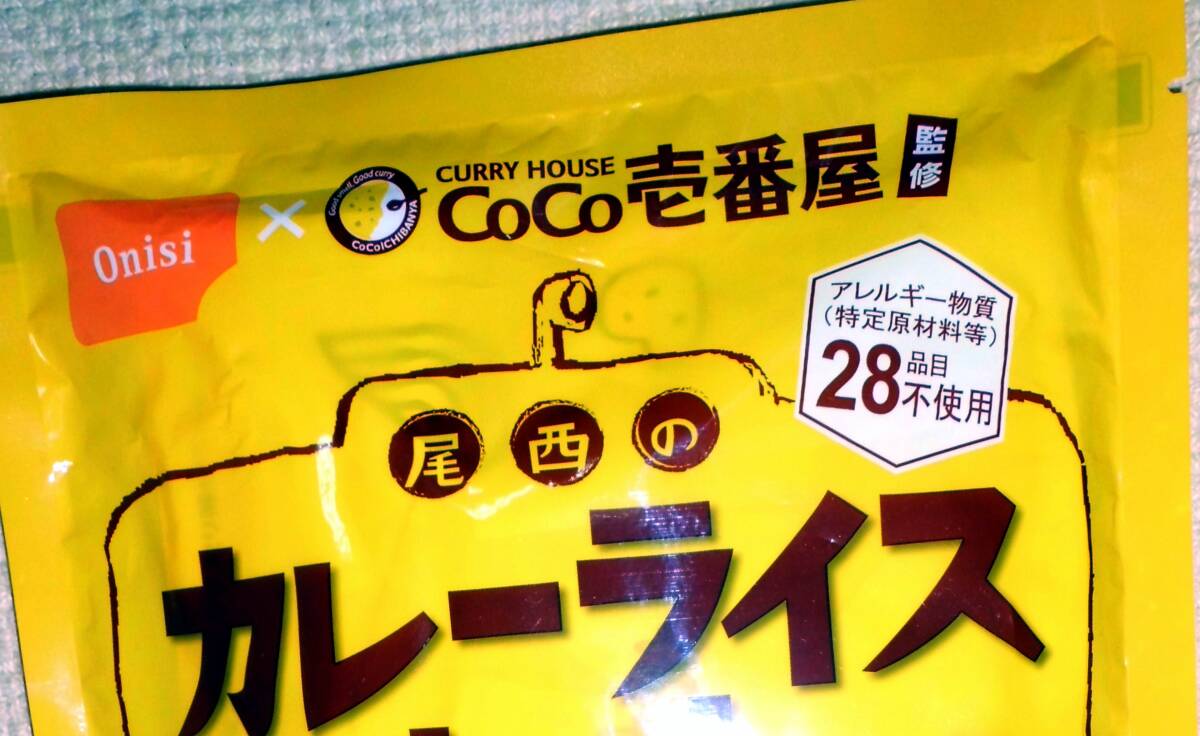 Onisi × Good smell, Good curry CoCoICHIBANYA CURRY HOUSE
CoCo壱番屋 監修
アレルギー物質
(特定原材料等)
28品目
不使用
尾西の
カレーライス